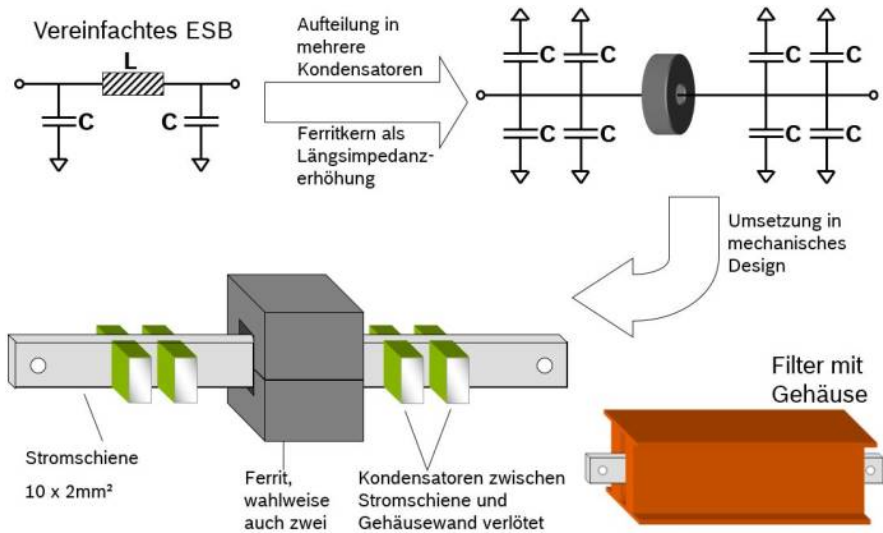 Vereinfachtes ESB
L
C
C
Aufteilung in
mehrere
Kondensatoren
Ferritkern als
Längsimpedanz-
erhöhung
C
C
C
C
C
C
C
C
Umsetzung in
mechanisches
Design
Stromschiene
10 x 2mm²
Ferrit,
wahlweise
auch zwei
Kondensatoren zwischen
Stromschiene und
Gehäusewand verlötet
Filter mit
Gehäuse